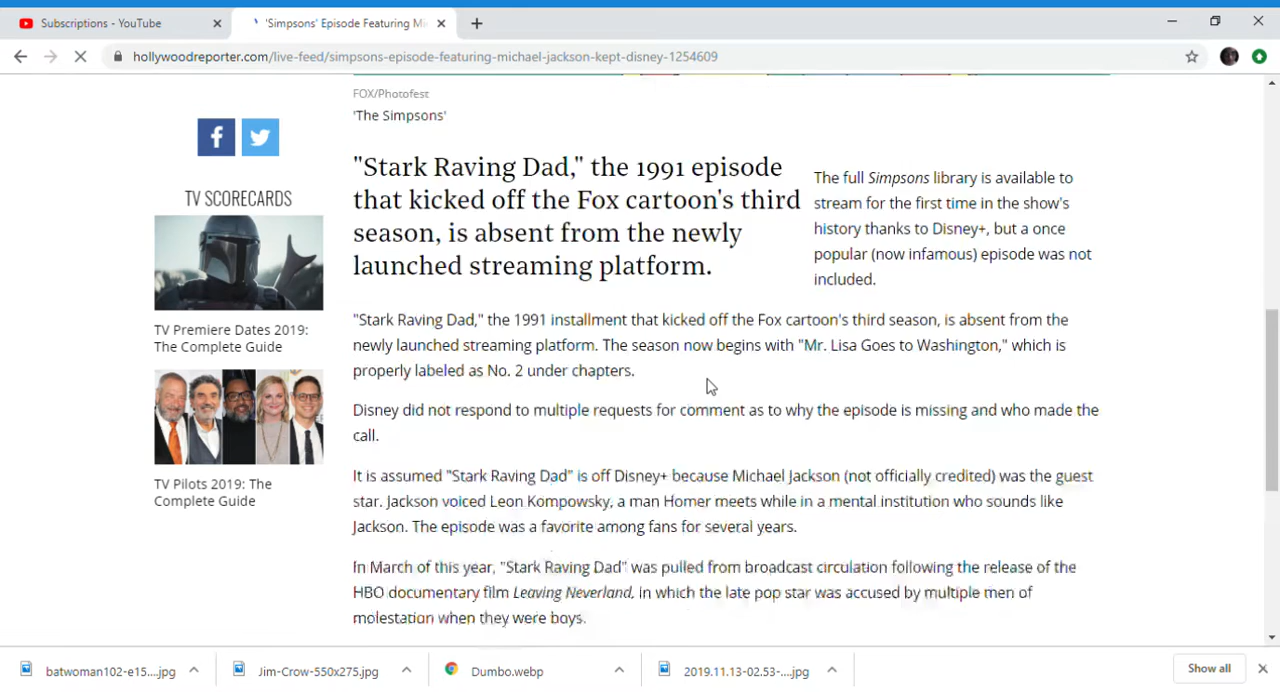 Subscriptions - YouTube
'Simpsons' Episode Featuring Mi
hollywoodreporter.com/live-feed/simpsons-episode-featuring-michael-jackson-kept-disney-1254609
FOX/Photofest
'The Simpsons'
"Stark Raving Dad," the 1991 episode
that kicked off the Fox cartoon's third
season, is absent from the newly
launched streaming platform.
The full Simpsons library is available to
stream for the first time in the show's
history thanks to Disney+, but a once
popular (now infamous) episode was not
included.
TV SCORECARDS
TV Premiere Dates 2019:
The Complete Guide
TV Pilots 2019: The
Complete Guide
"Stark Raving Dad," the 1991 installment that kicked off the Fox cartoon's third season, is absent from the
newly launched streaming platform. The season now begins with "Mr. Lisa Goes to Washington," which is
properly labeled as No. 2 under chapters.
Disney did not respond to multiple requests for comment as to why the episode is missing and who made the
call.
It is assumed "Stark Raving Dad" is off Disney+ because Michael Jackson (not officially credited) was the guest
star. Jackson voiced Leon Kompowsky, a man Homer meets while in a mental institution who sounds like
Jackson. The episode was a favorite among fans for several years.
In March of this year, "Stark Raving Dad" was pulled from broadcast circulation following the release of the
HBO documentary film Leaving Neverland, in which the late pop star was accused by multiple men of
molestation when they were boys.
batwoman102-e15....jpg
Jim-Crow-550x275.jpg
Dumbo.webp
2019.11.13-02.53-....jpg
Show all